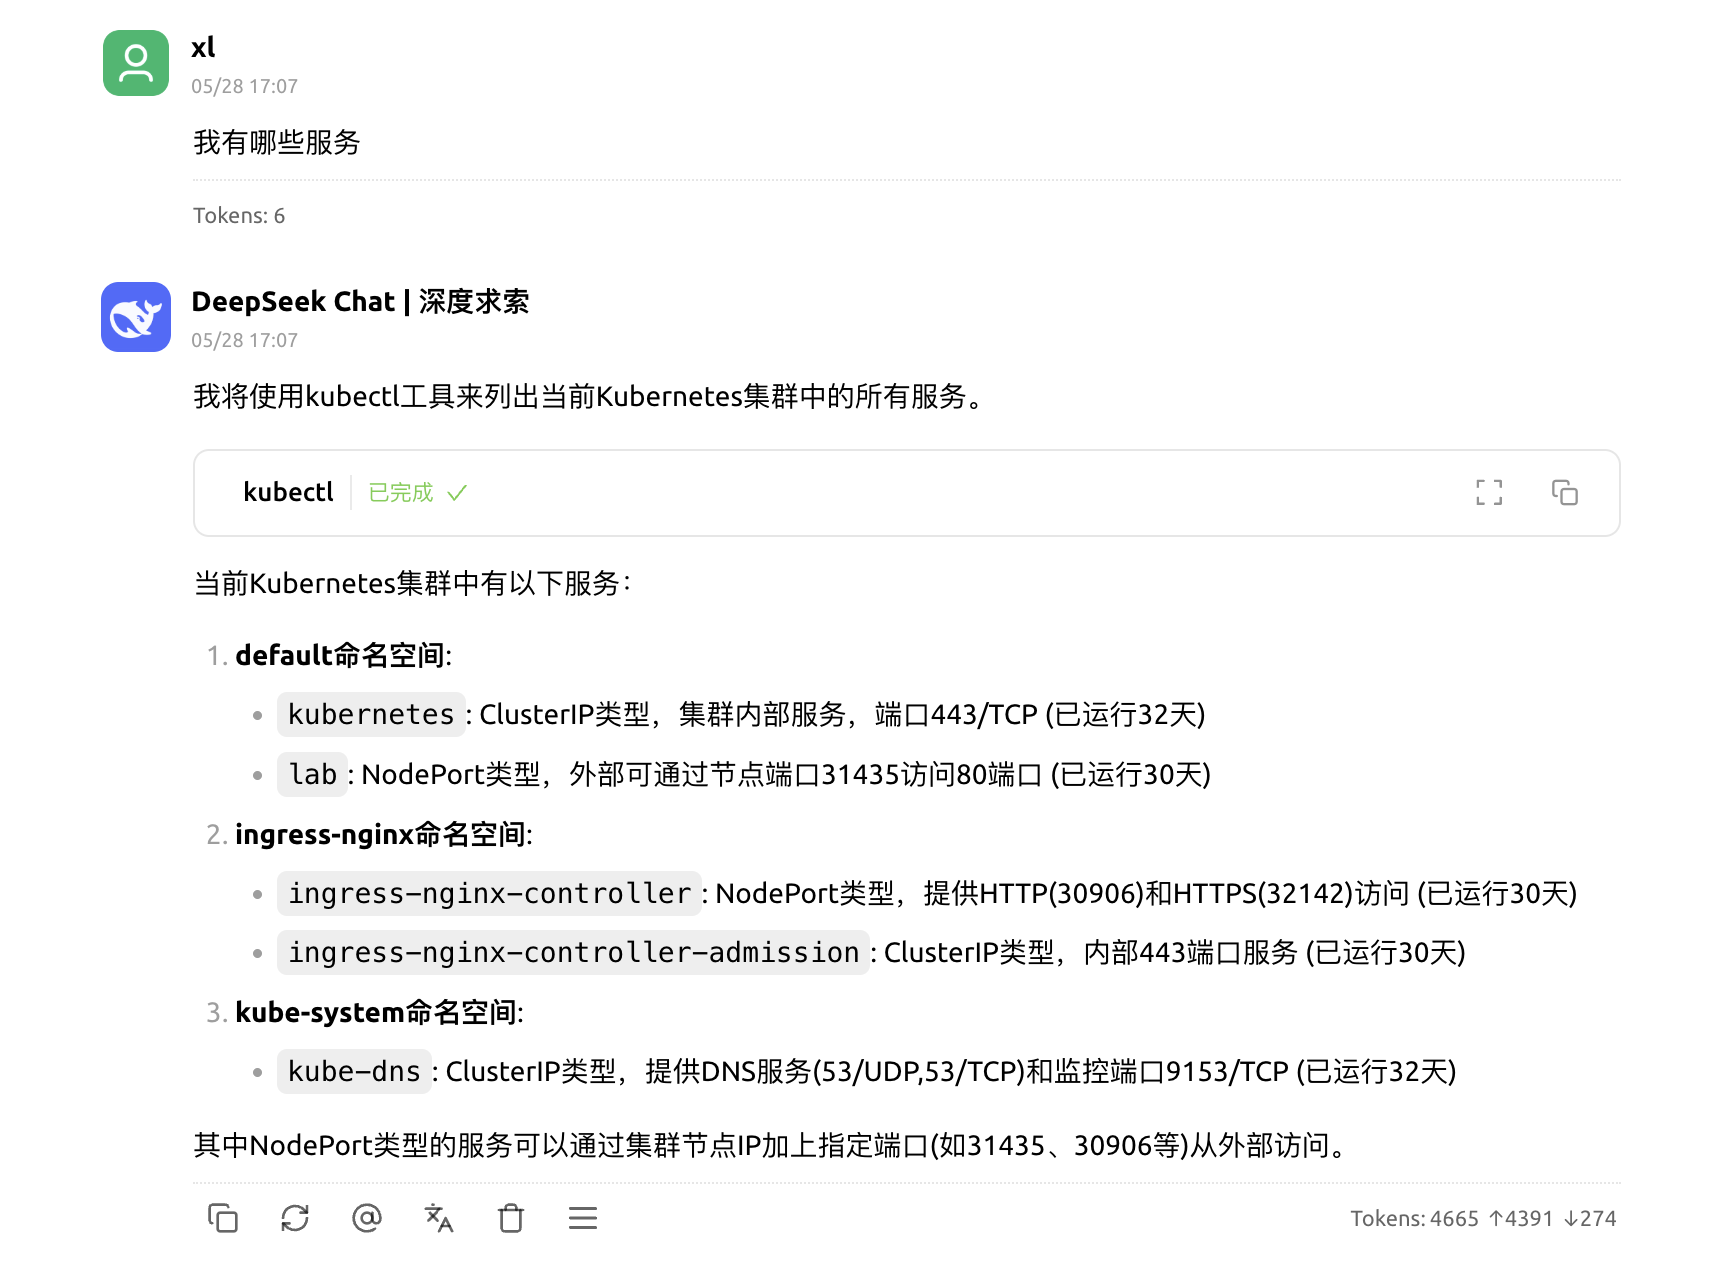 xl
05/28 17:07
我有哪些服务
Tokens: 6
DeepSeek Chat | 深度求索
05/28 17:07
我将使用kubectl工具来列出当前Kubernetes集群中的所有服务。
kubectl 已完成
当前Kubernetes集群中有以下服务：
1. default命名空间:
kubernetes: ClusterIP类型，集群内部服务，端口443/TCP (已运行32天)
lab: NodePort类型，外部可通过节点端口31435访问80端口 (已运行30天)
2. ingress-nginx命名空间:
ingress-nginx-controller: NodePort类型，提供HTTP(30906)和HTTPS(32142)访问 (已运行30天)
ingress-nginx-controller-admission: ClusterIP类型，内部443端口服务 (已运行30天)
3. kube-system命名空间:
kube-dns: ClusterIP类型，提供DNS服务(53/UDP,53/TCP)和监控端口9153/TCP (已运行32天)
其中NodePort类型的服务可以通过集群节点IP加上指定端口(如31435、30906等)从外部访问。
Tokens: 4665 ↑4391 ↓274